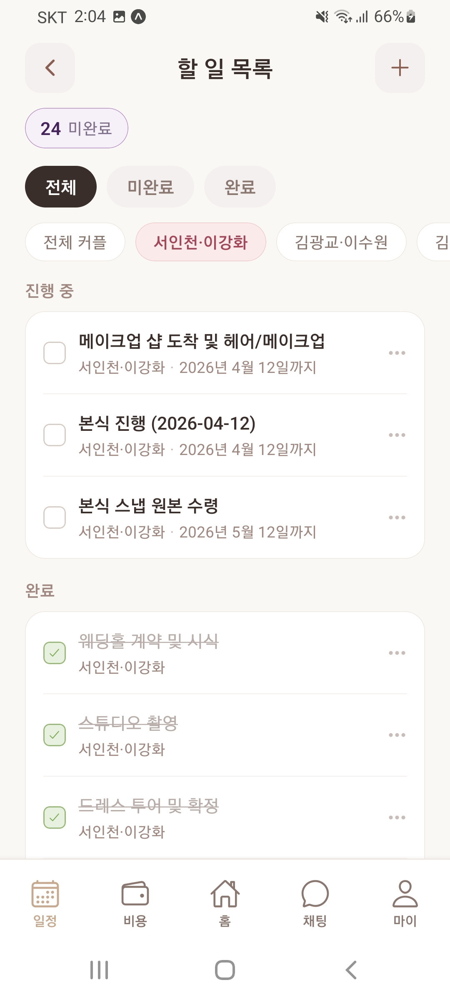 SKT 2:04 66%
할 일 목록
24 미완료
전체 미완료 완료
전체 커플 서인천·이강화 김광교·이수원 김
진행 중
메이크업 샵 도착 및 헤어/메이크업
서인천·이강화 · 2026년 4월 12일까지
본식 진행 (2026-04-12)
서인천·이강화 · 2026년 4월 12일까지
본식 스냅 원본 수령
서인천·이강화 · 2026년 5월 12일까지
완료
웨딩홀 계약 및 시식
서인천·이강화
스튜디오 촬영
서인천·이강화
드레스 투어 및 확정
서인천·이강화
일정 비용 홈 채팅 마이